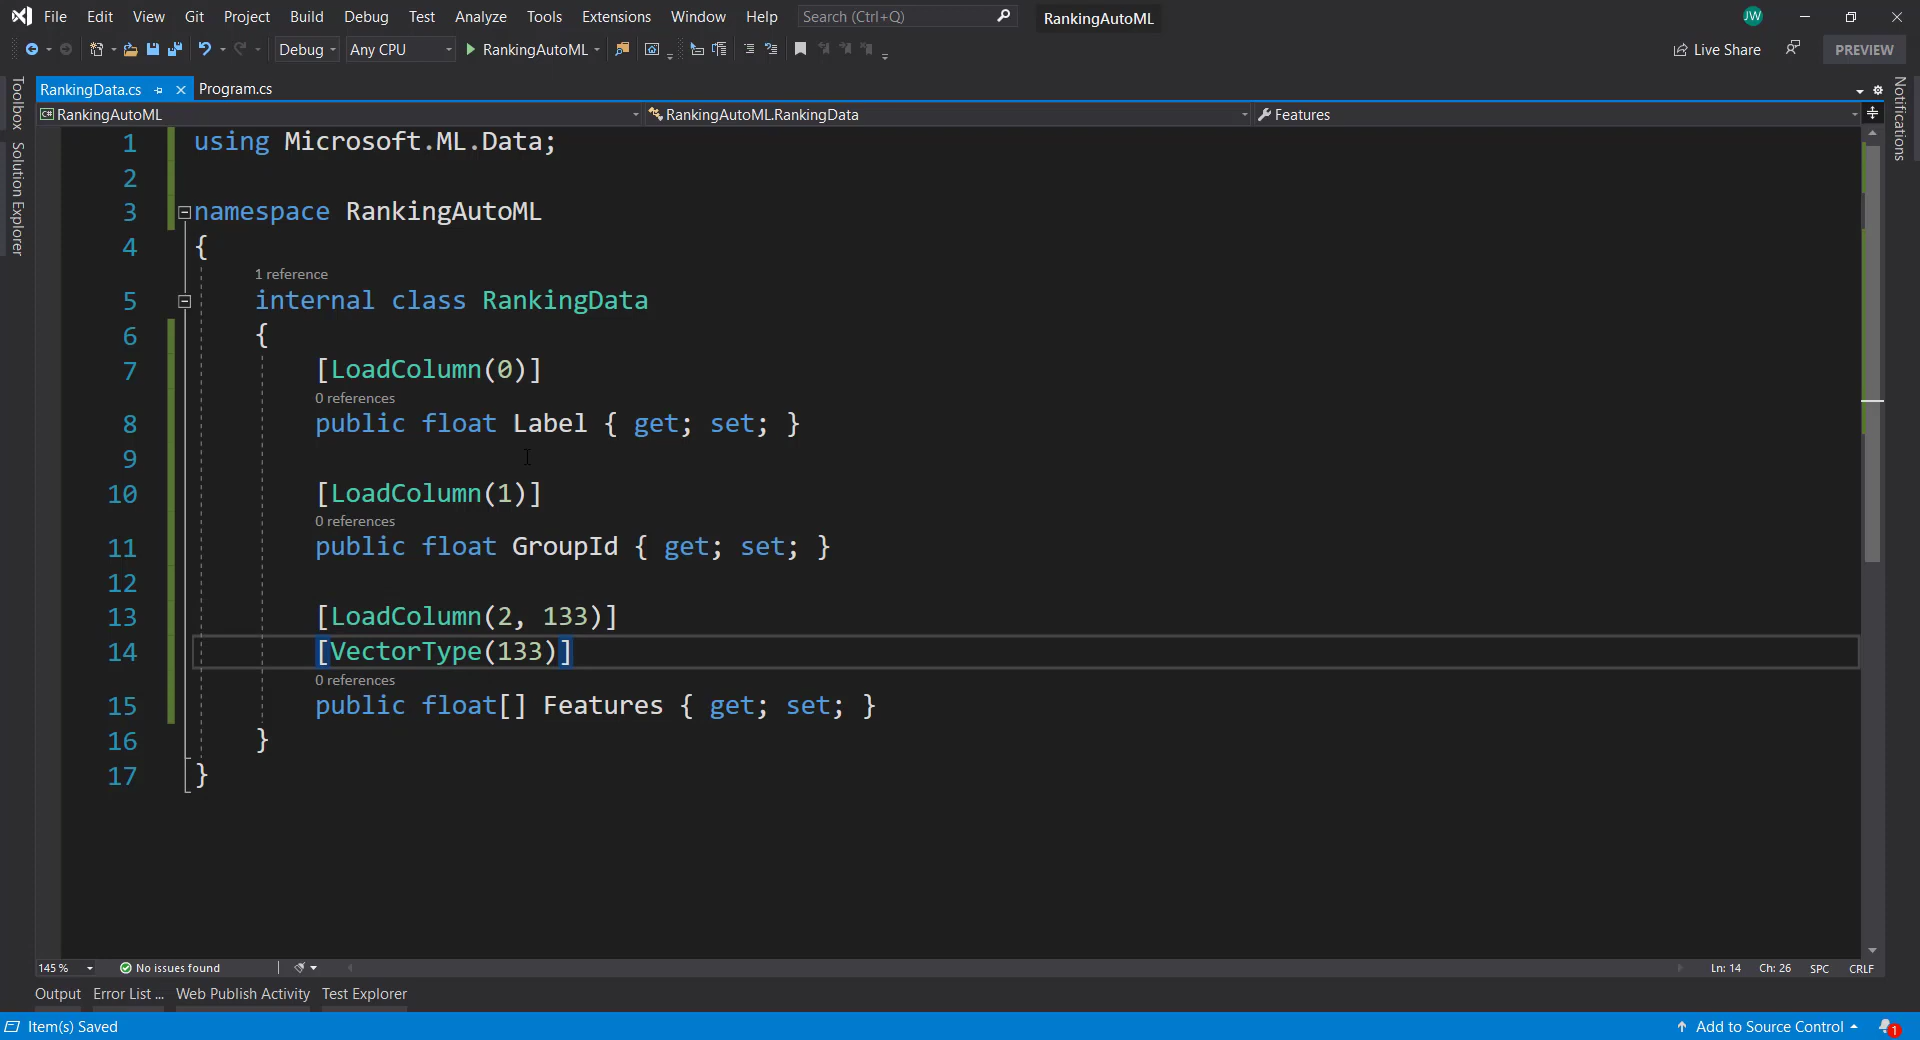 File Edit View Git Project Build Debug Test Analyze Tools Extensions Window Help Search (Ctrl+Q) RankingAutoML JW
Debug Any CPU RankingAutoML Live Share PREVIEW
RankingData.cs Program.cs
RankingAutoML RankingAutoML.RankingData Features
Toolbox
Solution Explorer
Notifications
1 using Microsoft.ML.Data;
2
3 namespace RankingAutoML
4 {
1 reference
5 internal class RankingData
6 {
7 [LoadColumn(0)]
0 references
8 public float Label { get; set; }
9
10 [LoadColumn(1)]
0 references
11 public float GroupId { get; set; }
12
13 [LoadColumn(2, 133)]
14 [VectorType(133)]
0 references
15 public float[] Features { get; set; }
16 }
17 }
145 % No issues found Ln: 14 Ch: 26 SPC CRLF
Output Error List ... Web Publish Activity Test Explorer
Item(s) Saved Add to Source Control 1